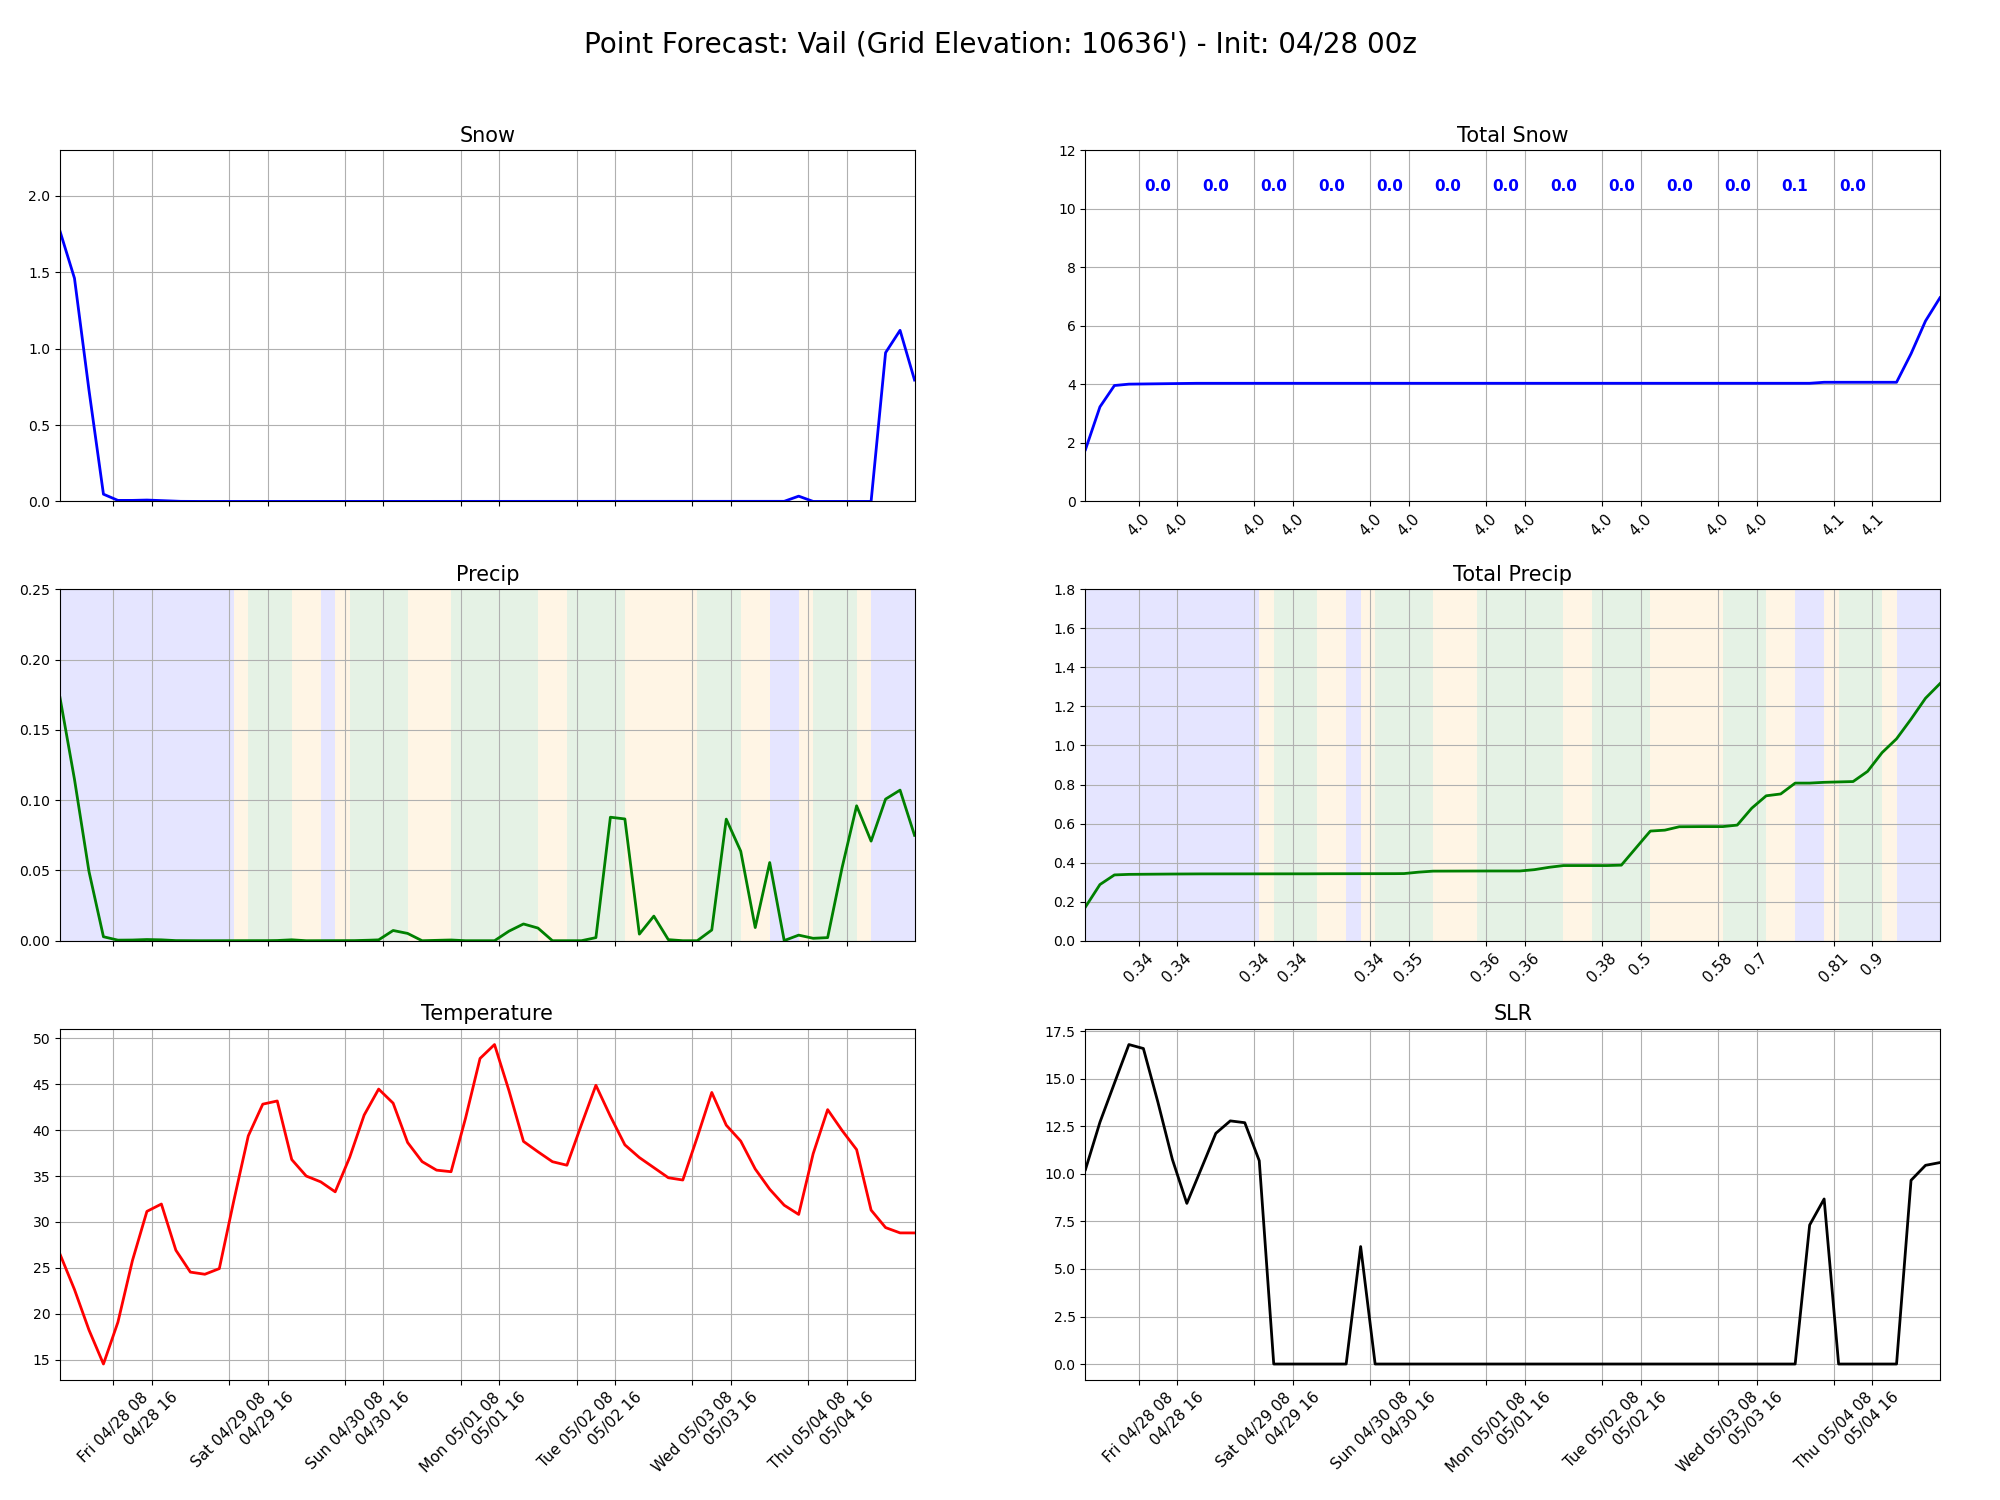 Point Forecast: Vail (Grid Elevation: 10636') - Init: 04/28 00z
Snow
2.0
1.5
1.0
0.5
0.0
Total Snow
12
10
8
6
4
2
0
0.0 0.0 0.0 0.0 0.0 0.0 0.0 0.0 0.0 0.0 0.0 0.1 0.0
4.0 4.0 4.0 4.0 4.0 4.0 4.0 4.0 4.0 4.0 4.0 4.0 4.1 4.1
Precip
0.25
0.20
0.15
0.10
0.05
0.00
Total Precip
1.8
1.6
1.4
1.2
1.0
0.8
0.6
0.4
0.2
0.0
0.34 0.34 0.34 0.34 0.34 0.35 0.36 0.36 0.38 0.5 0.58 0.7 0.81 0.9
Temperature
50
45
40
35
30
25
20
15
Fri 04/28 08
04/28 16
Sat 04/29 08
04/29 16
Sun 04/30 08
04/30 16
Mon 05/01 08
05/01 16
Tue 05/02 08
05/02 16
Wed 05/03 08
05/03 16
Thu 05/04 08
05/04 16
SLR
17.5
15.0
12.5
10.0
7.5
5.0
2.5
0.0
Fri 04/28 08
04/28 16
Sat 04/29 08
04/29 16
Sun 04/30 08
04/30 16
Mon 05/01 08
05/01 16
Tue 05/02 08
05/02 16
Wed 05/03 08
05/03 16
Thu 05/04 08
05/04 16